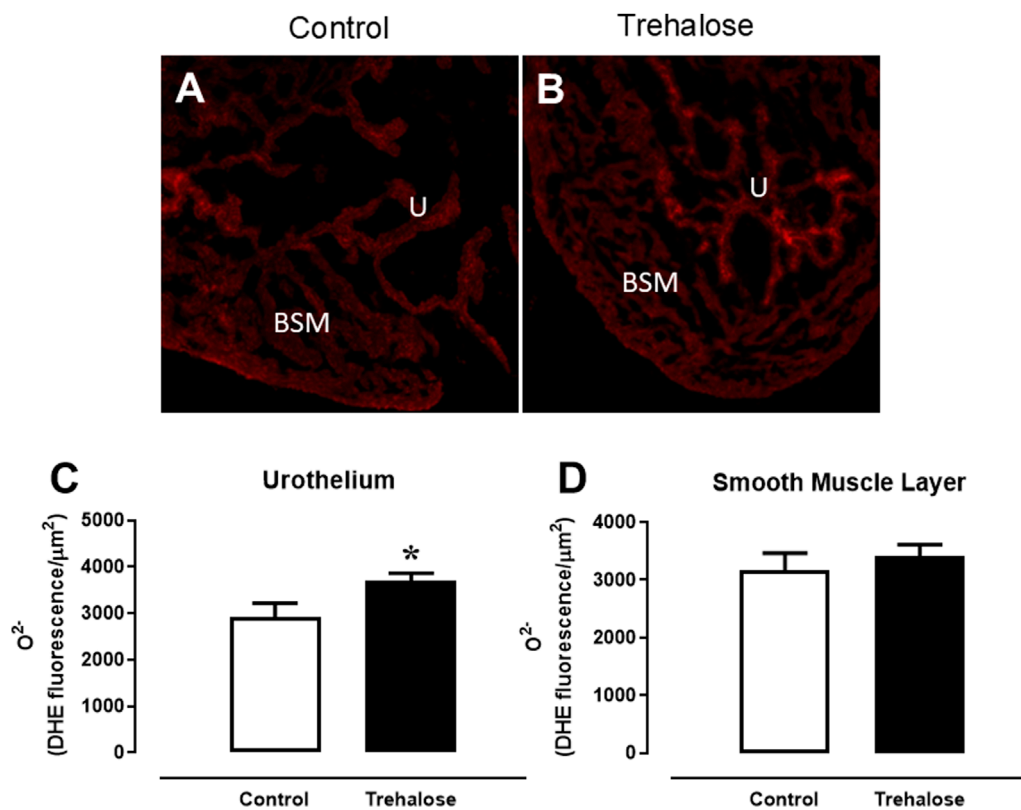 Control Trehalose
A B
U U
BSM BSM
C Urothelium
5000
4000
3000
2000
1000
0
O²⁻
(DHE fluorescence/μm²)
*
Control Trehalose
D Smooth Muscle Layer
4000
3000
2000
1000
0
O²⁻
(DHE fluorescence/μm²)
Control Trehalose